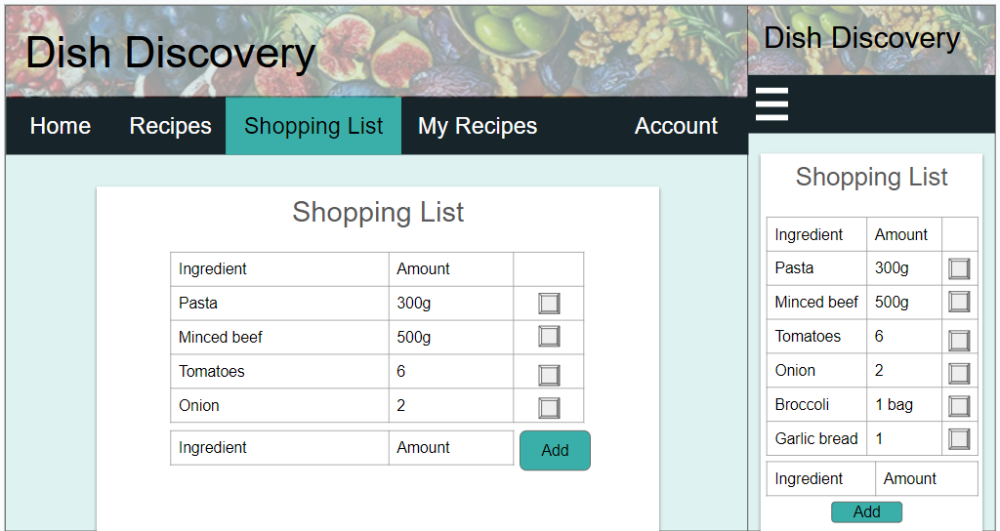 Dish Discovery
Home Recipes Shopping List My Recipes Account
Shopping List
Ingredient Amount
Pasta 300g
Minced beef 500g
Tomatoes 6
Onion 2
Ingredient Amount Add
Dish Discovery
Shopping List
Ingredient Amount
Pasta 300g
Minced beef 500g
Tomatoes 6
Onion 2
Broccoli 1 bag
Garlic bread 1
Ingredient Amount
Add